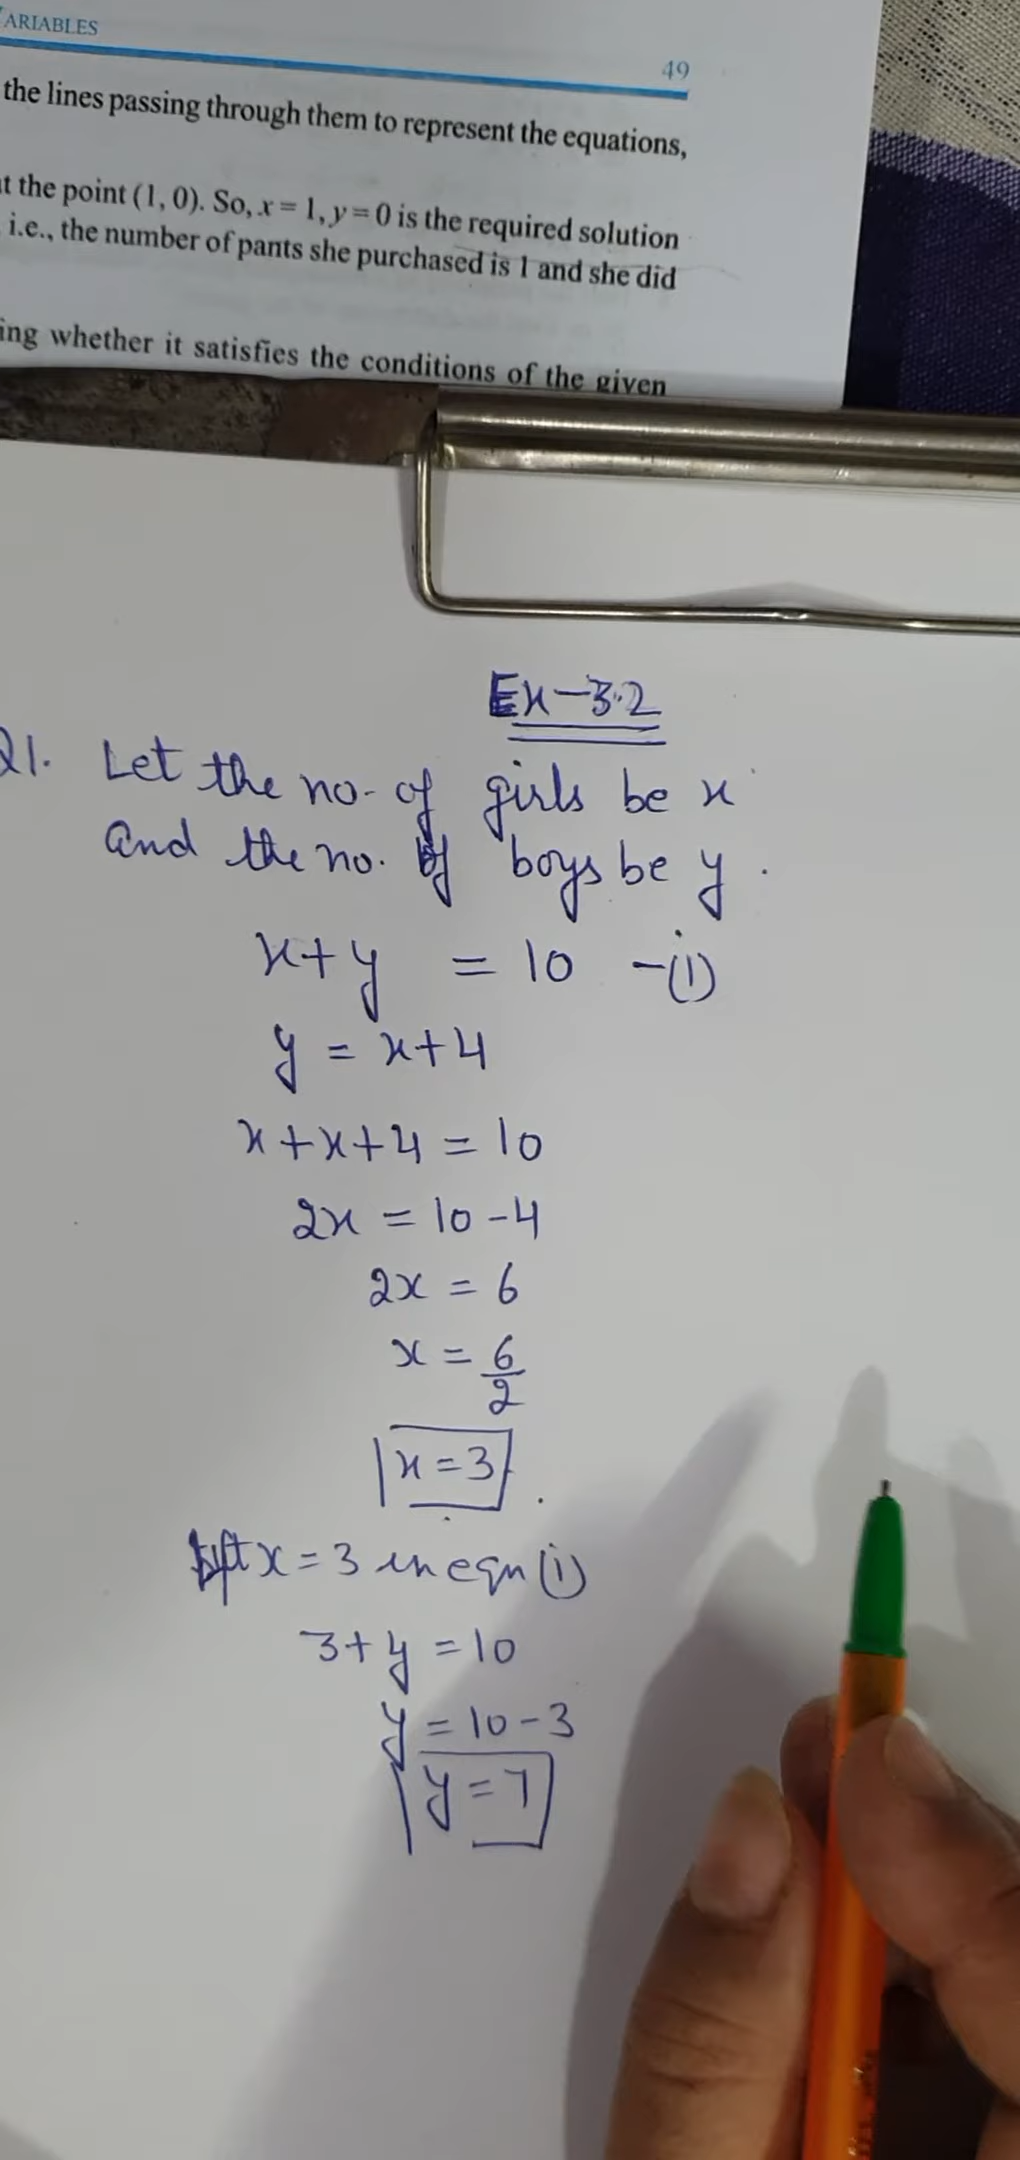 ARIABLES
49
the lines passing through them to represent the equations,
t the point (1, 0). So, x = 1, y = 0 is the required solution
i.e., the number of pants she purchased is 1 and she did
ing whether it satisfies the conditions of the given
Ex-3.2
Q1. Let the no. of girls be x
and the no. of boys be y.
x+y = 10 -(i)
y = x+4
x+x+4 = 10
2x = 10-4
2x = 6
x = 6/2
x = 3
Put x = 3 in eqn (i)
3+y = 10
y = 10-3
y = 7